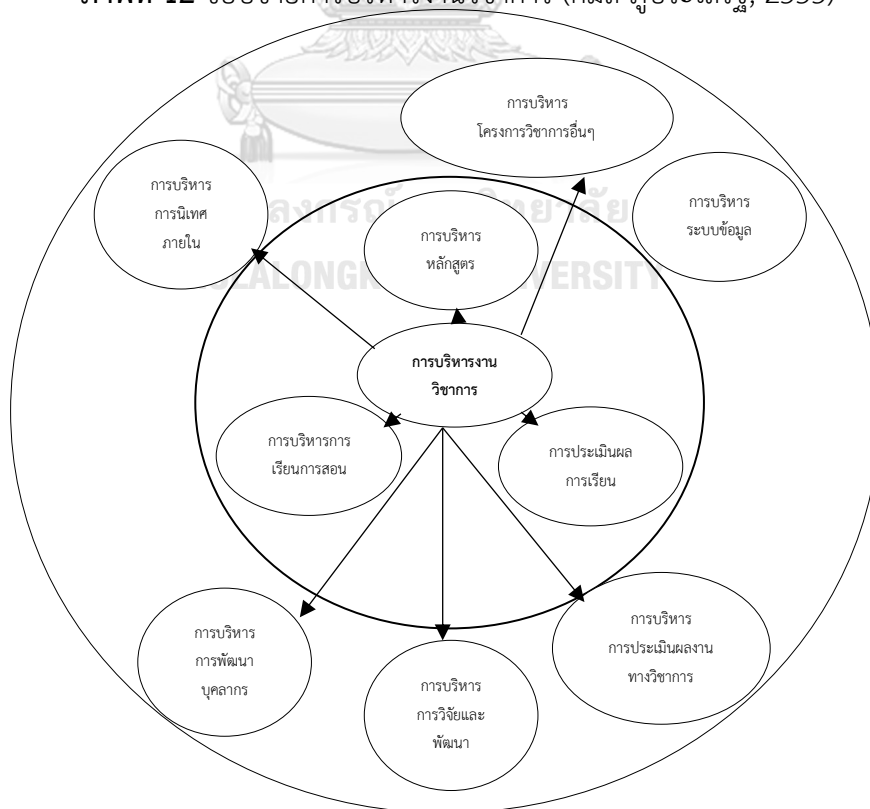 การบริหาร
โครงการวิชาการอื่นๆ
การบริหาร
การนิเทศ
ภายใน
การบริหาร
ระบบข้อมูล
การบริหาร
หลักสูตร
การบริหารงาน
วิชาการ
การบริหารการ
เรียนการสอน
การประเมินผล
การเรียน
การบริหาร
การพัฒนา
บุคลากร
การบริหาร
การวิจัยและ
พัฒนา
การบริหาร
การประเมินผลงาน
ทางวิชาการ